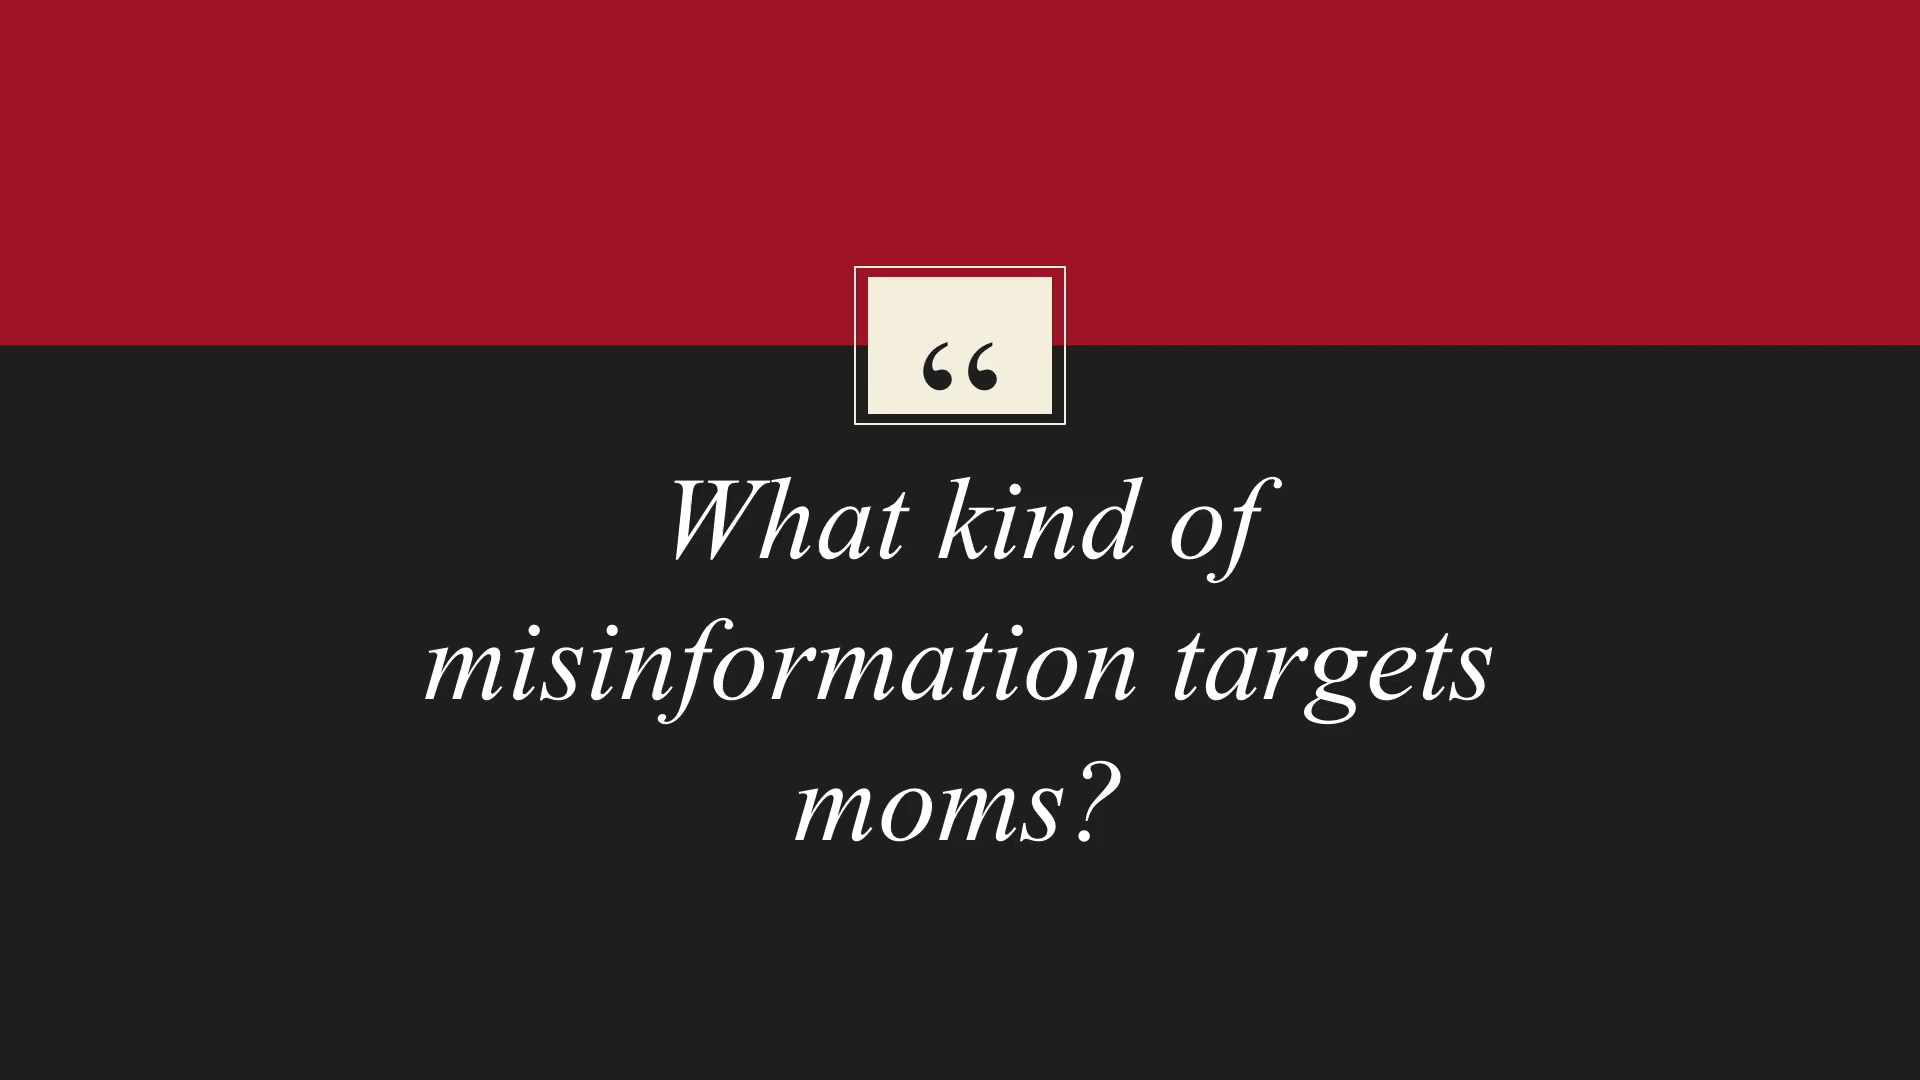 “
What kind of
misinformation targets
moms?